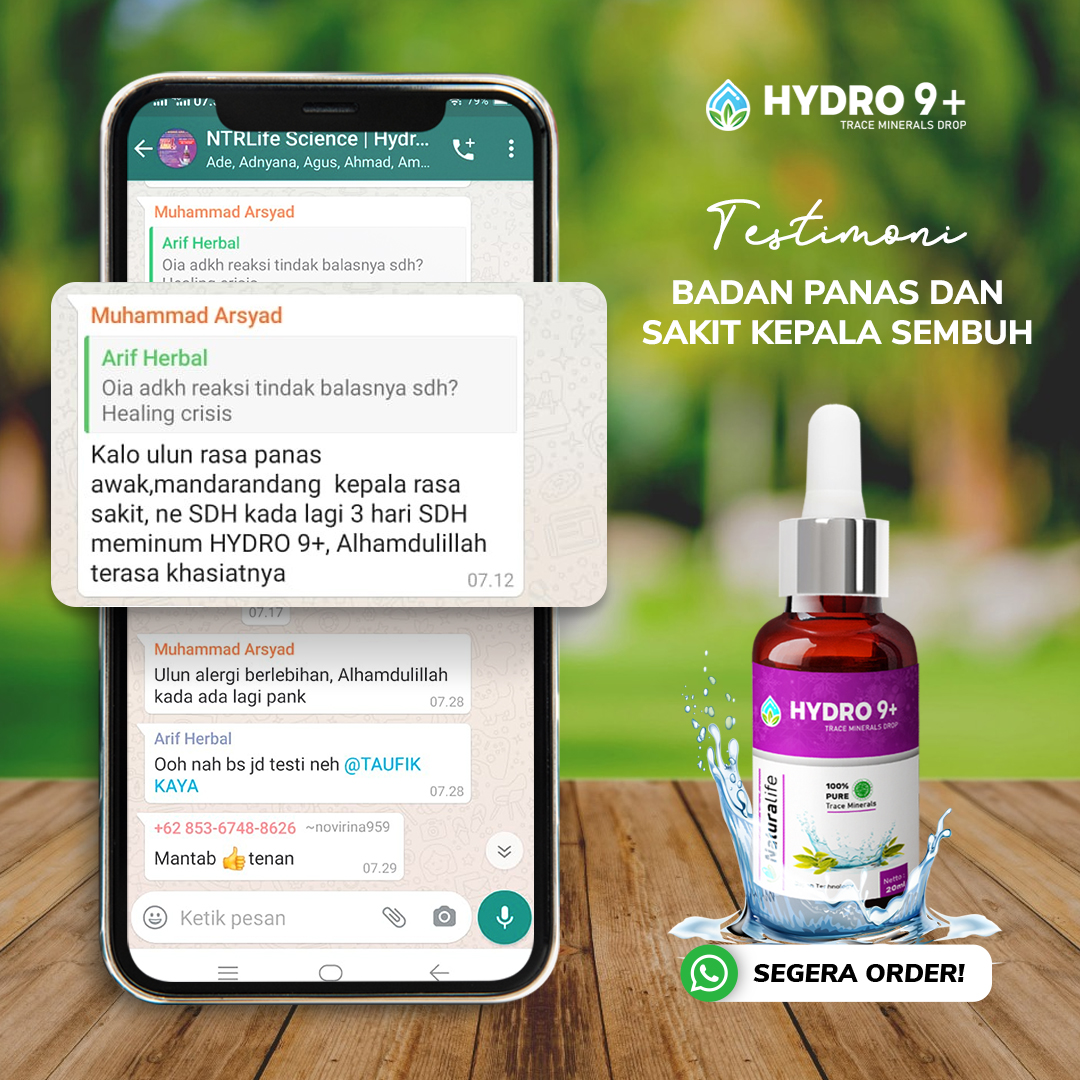 07.
79%
NTRLife Science | Hydr...
Ade, Adnyana, Agus, Ahmad, Am...
Muhammad Arsyad
Arif Herbal
Oia adkh reaksi tindak balasnya sdh?
Healing crisis
Muhammad Arsyad
Arif Herbal
Oia adkh reaksi tindak balasnya sdh?
Healing crisis
Kalo ulun rasa panas
awak,mandarandang kepala rasa
sakit, ne SDH kada lagi 3 hari SDH
meminum HYDRO 9+, Alhamdulillah
terasa khasiatnya
07.12
07.17
Muhammad Arsyad
Ulun alergi berlebihan, Alhamdulillah
kada ada lagi pank
07.28
Arif Herbal
Ooh nah bs jd testi neh @TAUFIK
KAYA
07.28
+62 853-6748-8626 ~novirina959
Mantab 👍tenan
07.29
Ketik pesan
HYDRO 9+
TRACE MINERALS DROP
Testimoni
BADAN PANAS DAN
SAKIT KEPALA SEMBUH
HYDRO 9+
TRACE MINERALS DROP
Naturalife
100%
PURE
Trace Minerals
Netto :
20ml
SEGERA ORDER!